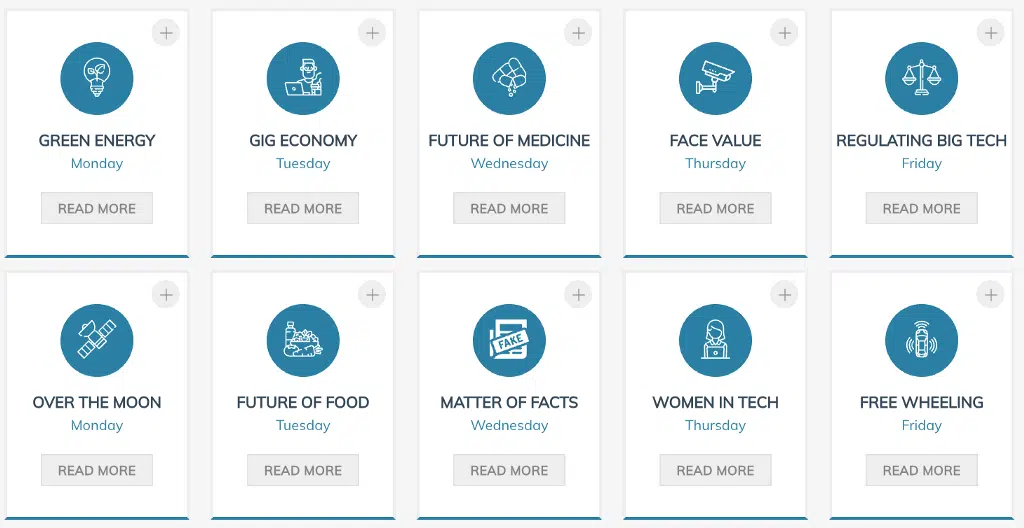 GREEN ENERGY
Monday
READ MORE
GIG ECONOMY
Tuesday
READ MORE
FUTURE OF MEDICINE
Wednesday
READ MORE
FACE VALUE
Thursday
READ MORE
REGULATING BIG TECH
Friday
READ MORE
OVER THE MOON
Monday
READ MORE
FUTURE OF FOOD
Tuesday
READ MORE
FAKE
MATTER OF FACTS
Wednesday
READ MORE
WOMEN IN TECH
Thursday
READ MORE
FREE WHEELING
Friday
READ MORE